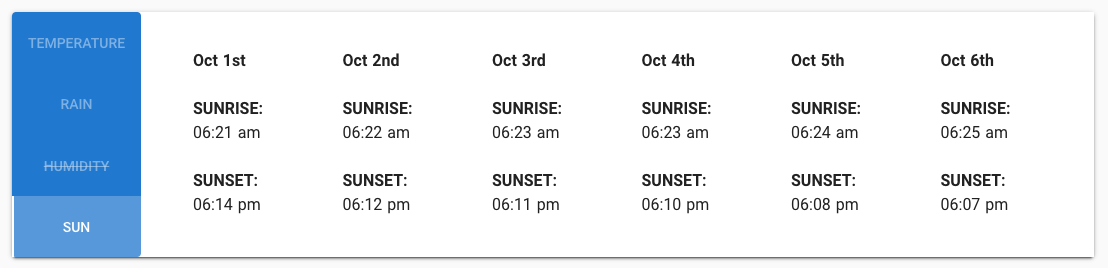 TEMPERATURE
RAIN
HUMIDITY
SUN
Oct 1st Oct 2nd Oct 3rd Oct 4th Oct 5th Oct 6th
SUNRISE: SUNRISE: SUNRISE: SUNRISE: SUNRISE: SUNRISE:
06:21 am 06:22 am 06:23 am 06:23 am 06:24 am 06:25 am
SUNSET: SUNSET: SUNSET: SUNSET: SUNSET: SUNSET:
06:14 pm 06:12 pm 06:11 pm 06:10 pm 06:08 pm 06:07 pm